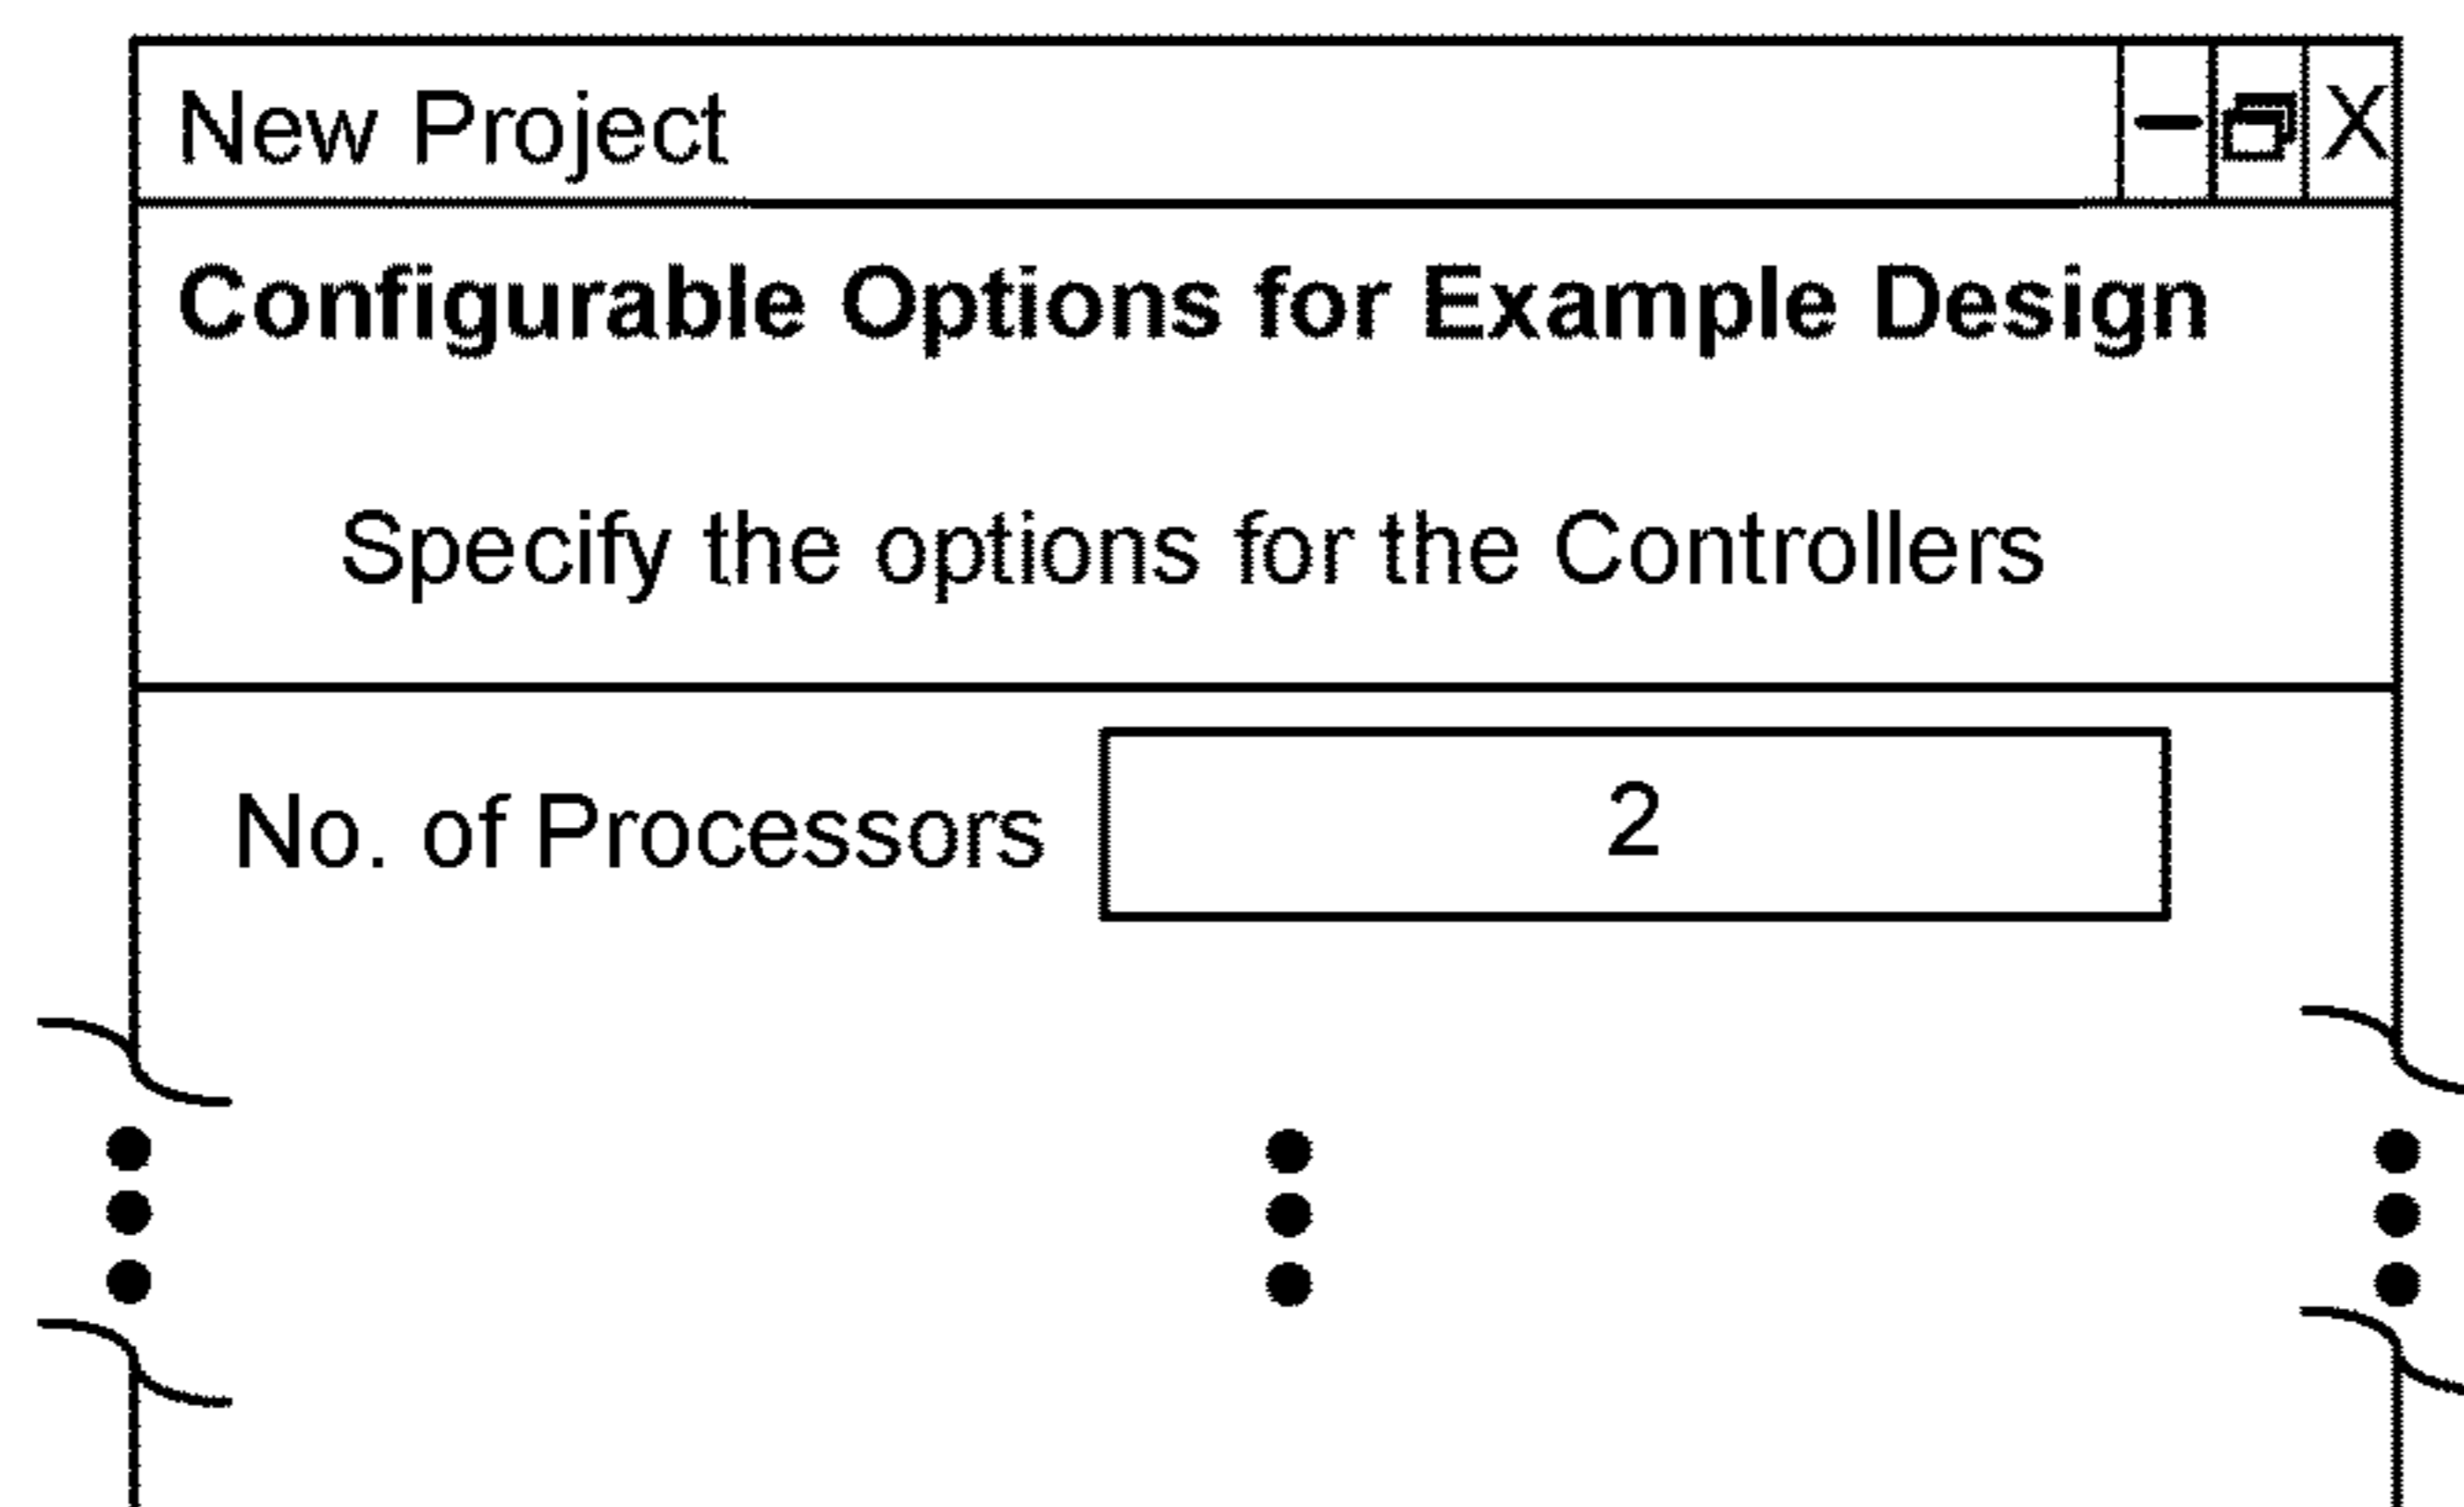 New Project
Configurable Options for Example Design
Specify the options for the Controllers
No. of Processors 2